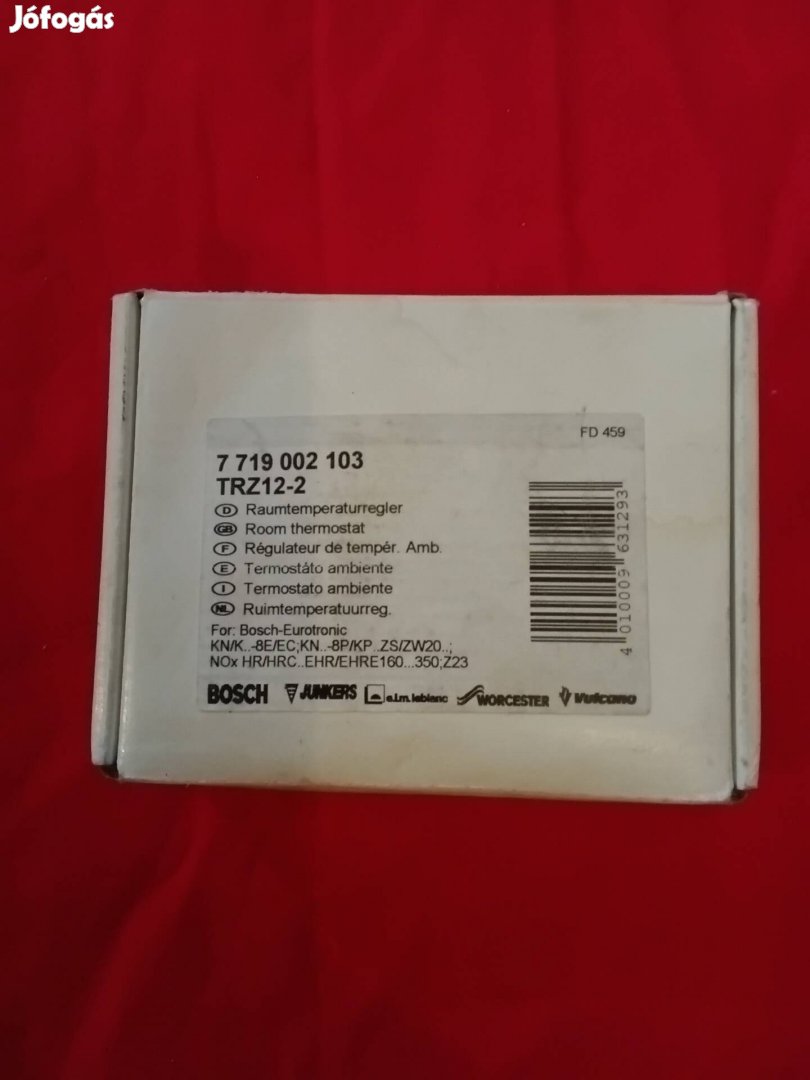 Jófogás
FD 459
7 719 002 103
TRZ12-2
D Raumtemperaturregler
GB Room thermostat
F Régulateur de tempér. Amb.
E Termostáto ambiente
I Termostato ambiente
NL Ruimtemperatuurreg.
For: Bosch-Eurotronic
KN/K..-8E/EC;KN..-8P/KP..ZS/ZW20..;
NOx HR/HRC..EHR/EHRE160...350;Z23
BOSCH JUNKERS e.l.m. leblanc WORCESTER Vulcano
4 010009 631293